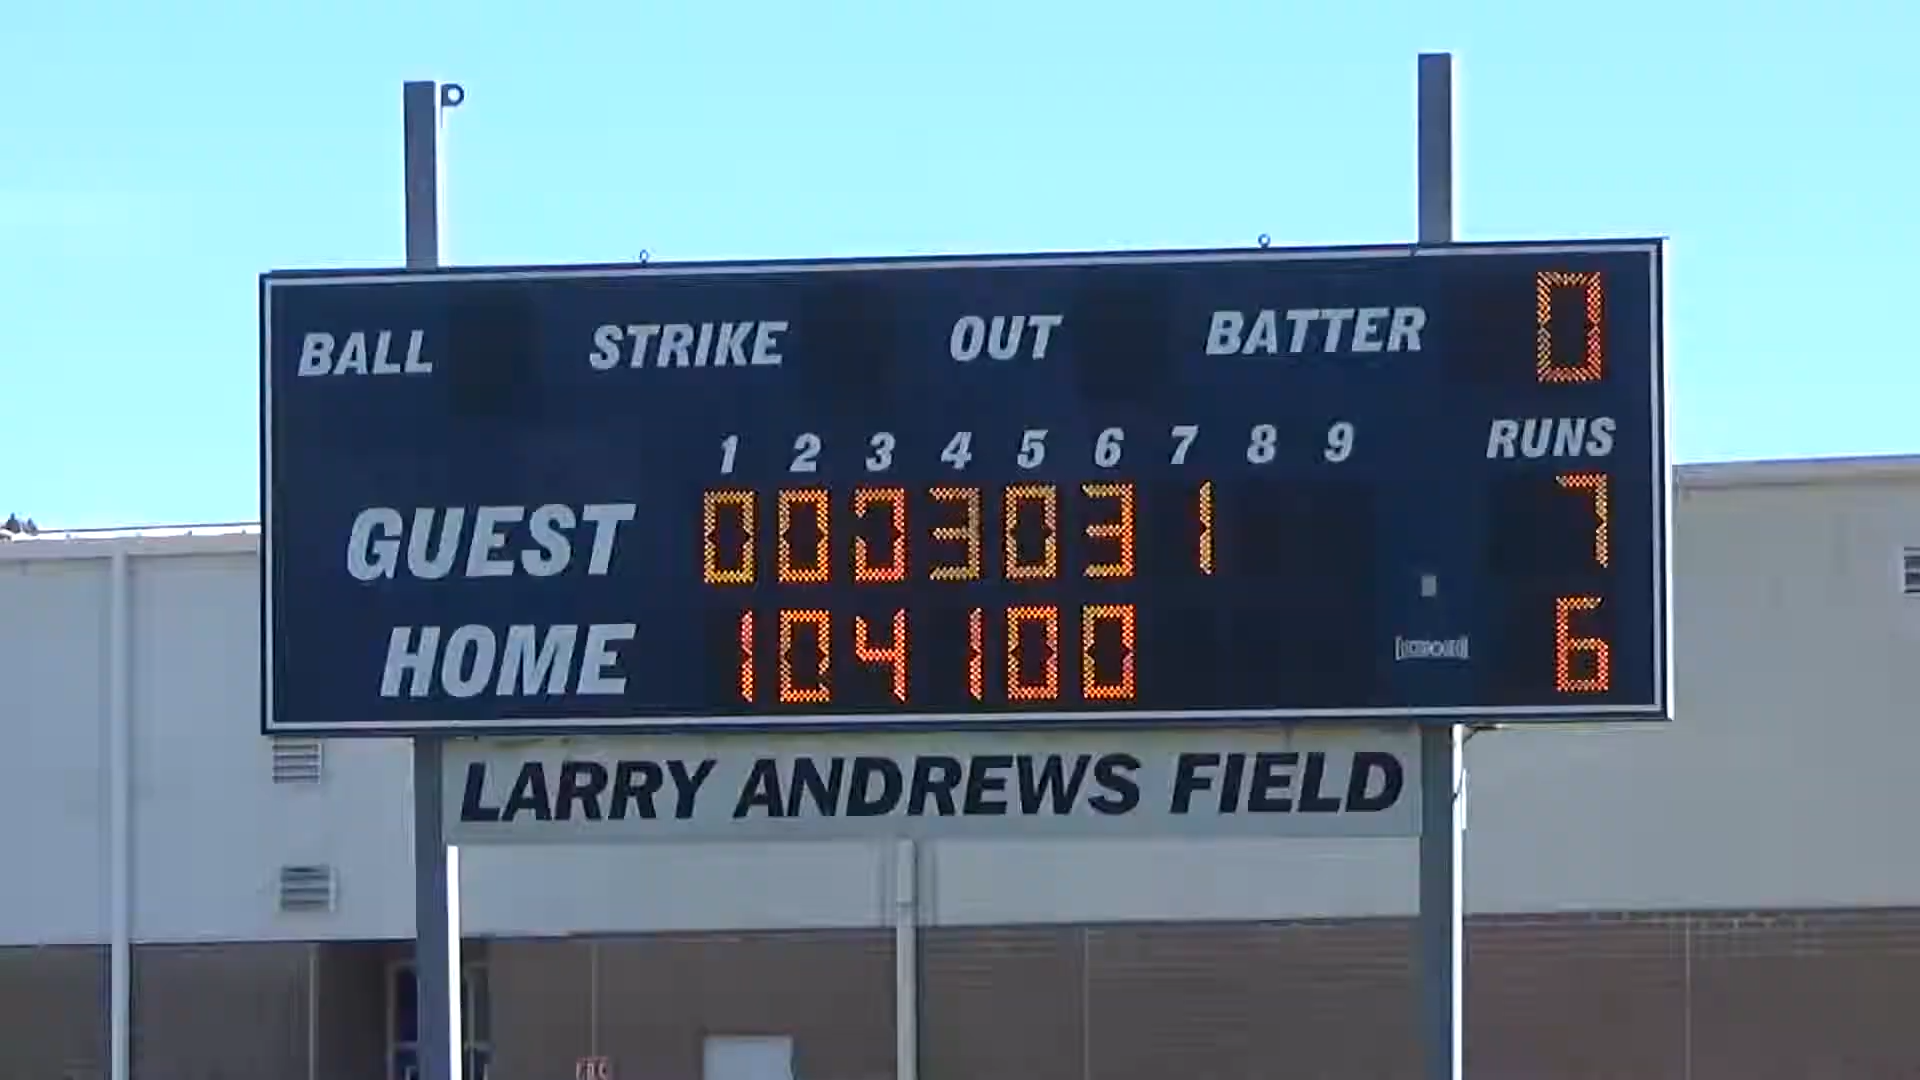 BALL STRIKE OUT BATTER 0
1 2 3 4 5 6 7 8 9 RUNS
GUEST 0 0 0 3 0 3 1 7
HOME 1 0 4 1 0 0 6
LARRY ANDREWS FIELD